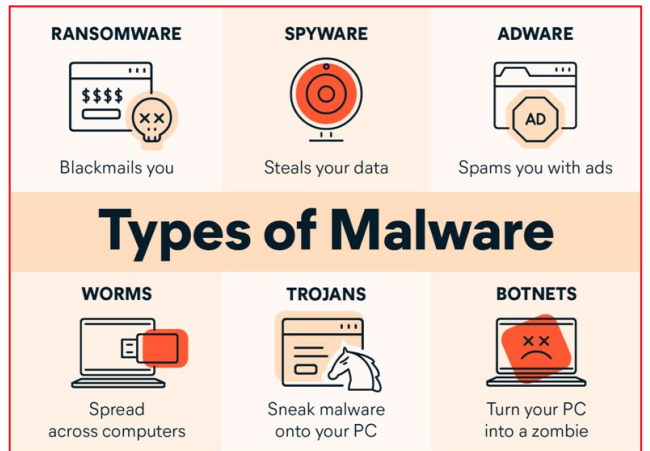 RANSOMWARE
SPYWARE
ADWARE
$$$$
AD
Blackmails you
Steals your data
Spams you with ads
Types of Malware
WORMS
TROJANS
BOTNETS
Spread
across computers
Sneak malware
onto your PC
Turn your PC
into a zombie